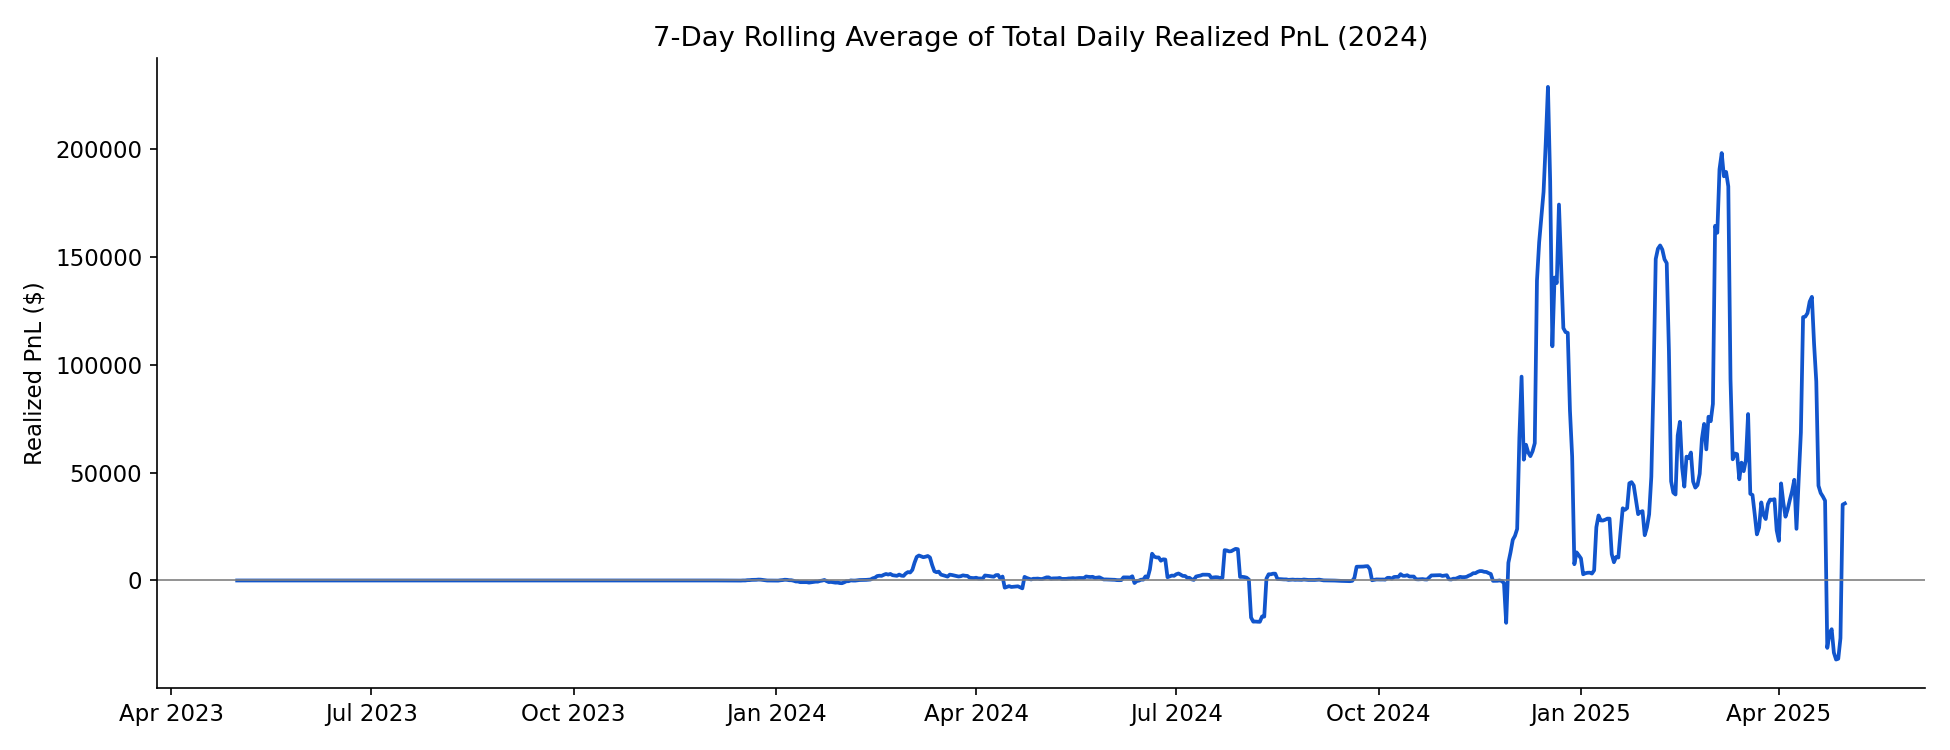 7-Day Rolling Average of Total Daily Realized PnL (2024)
Realized PnL ($)
200000
150000
100000
50000
0
Apr 2023
Jul 2023
Oct 2023
Jan 2024
Apr 2024
Jul 2024
Oct 2024
Jan 2025
Apr 2025